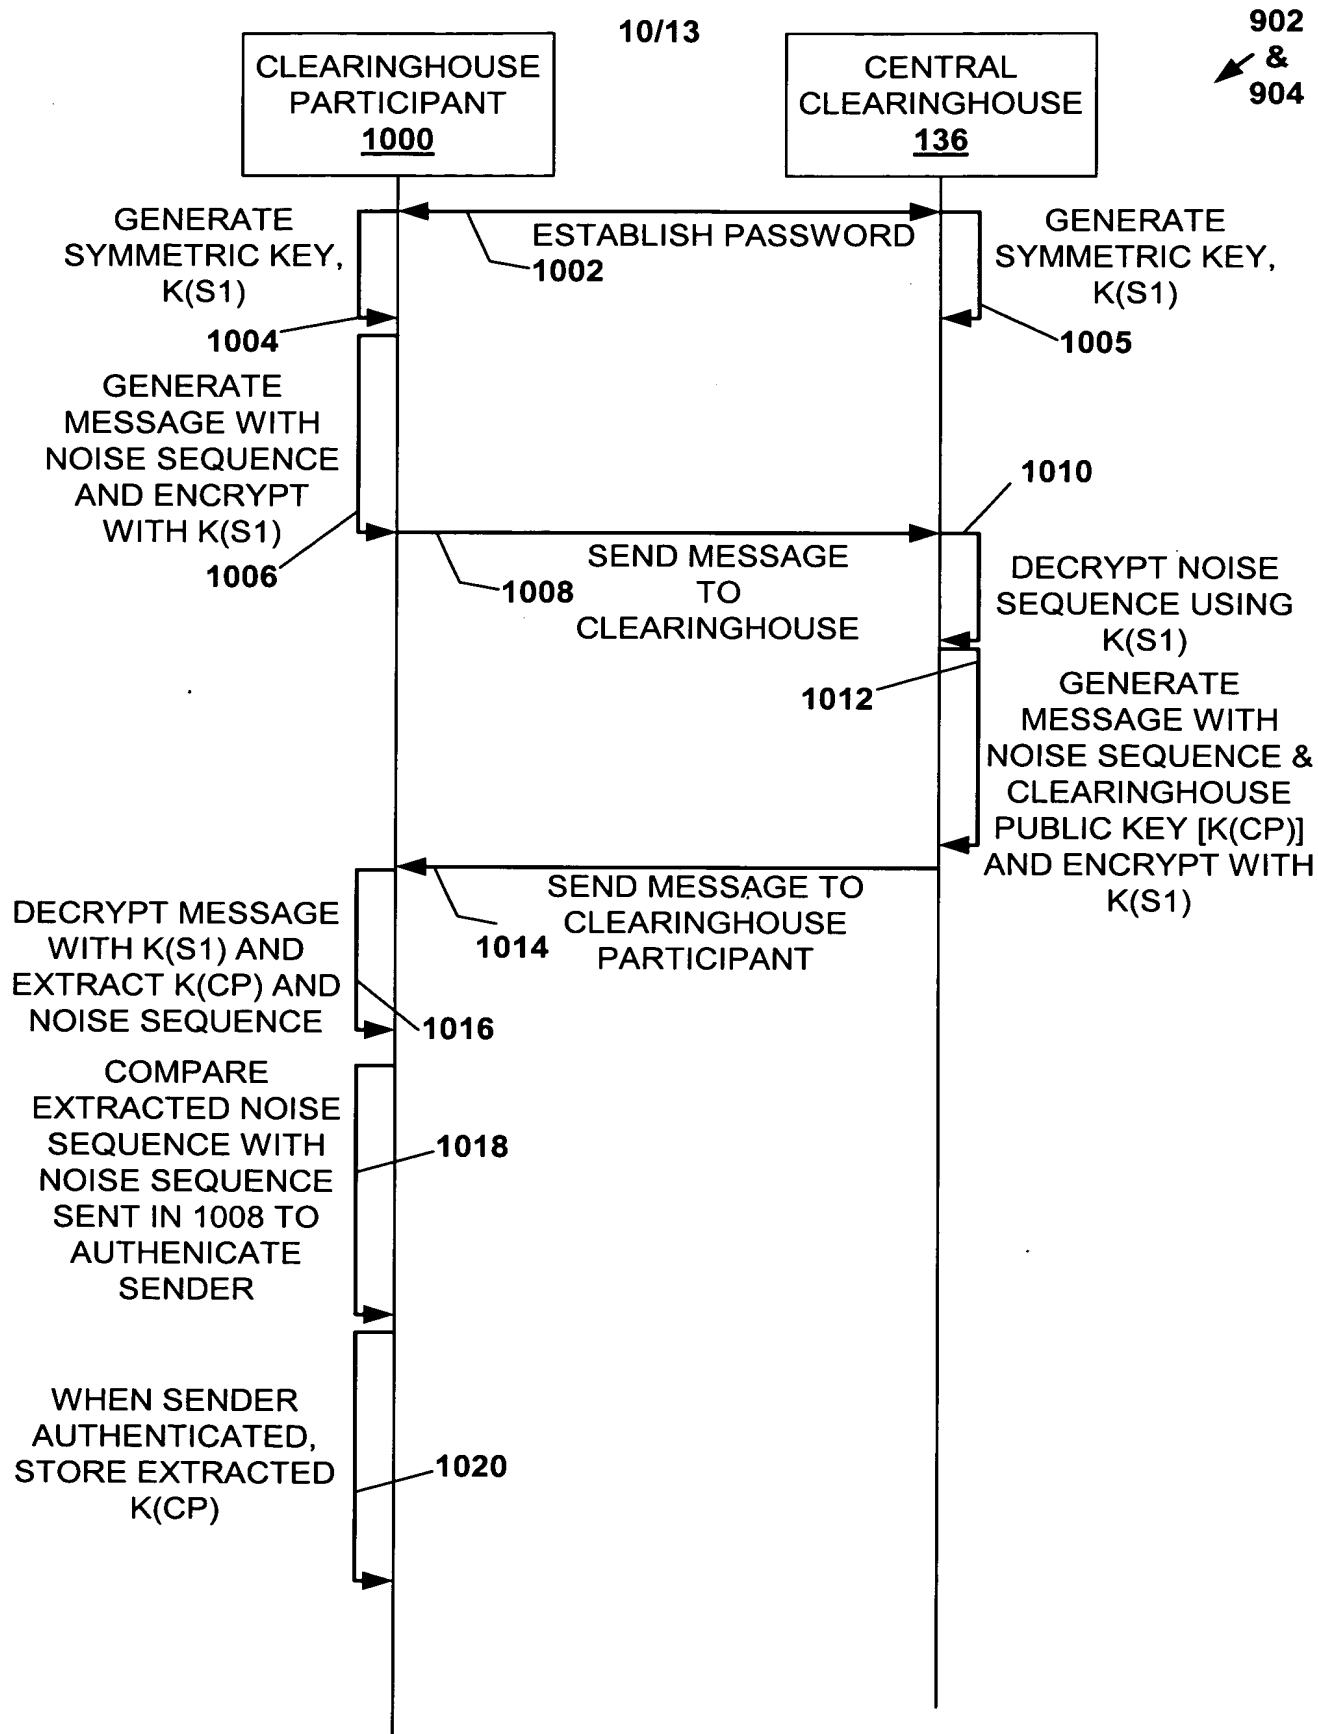 10/13
902
&
904
CLEARINGHOUSE
PARTICIPANT
1000
CENTRAL
CLEARINGHOUSE
136
GENERATE
SYMMETRIC KEY,
K(S1)
1004
ESTABLISH PASSWORD
1002
GENERATE
SYMMETRIC KEY,
K(S1)
1005
GENERATE
MESSAGE WITH
NOISE SEQUENCE
AND ENCRYPT
WITH K(S1)
1006
1008
SEND MESSAGE
TO
CLEARINGHOUSE
1010
DECRYPT NOISE
SEQUENCE USING
K(S1)
1012
GENERATE
MESSAGE WITH
NOISE SEQUENCE &
CLEARINGHOUSE
PUBLIC KEY [K(CP)]
AND ENCRYPT WITH
K(S1)
SEND MESSAGE TO
CLEARINGHOUSE
PARTICIPANT
1014
DECRYPT MESSAGE
WITH K(S1) AND
EXTRACT K(CP) AND
NOISE SEQUENCE
1016
COMPARE
EXTRACTED NOISE
SEQUENCE WITH
NOISE SEQUENCE
SENT IN 1008 TO
AUTHENICATE
SENDER
1018
WHEN SENDER
AUTHENTICATED,
STORE EXTRACTED
K(CP)
1020